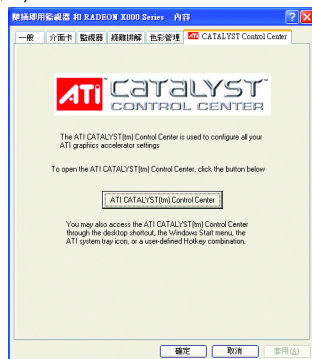 隨插即用監視器 和 RADEON X800 Series 內容
一般 介面卡 監視器 疑難排解 色彩管理 ATI CATALYST Control Center
ATI CATALYST
CONTROL CENTER
The ATI CATALYST(tm) Control Center is used to configure all your
ATI graphics accelerator settings
To open the ATI CATALYST(tm) Control Center, click the button below
ATI CATALYST(tm) Control Center
You may also access the ATI CATALYST(tm) Control Center
through the desktop shortcut, the Windows Start menu, the
ATI system tray icon, or a user-defined Hotkey combination.
確定 取消 套用(A)